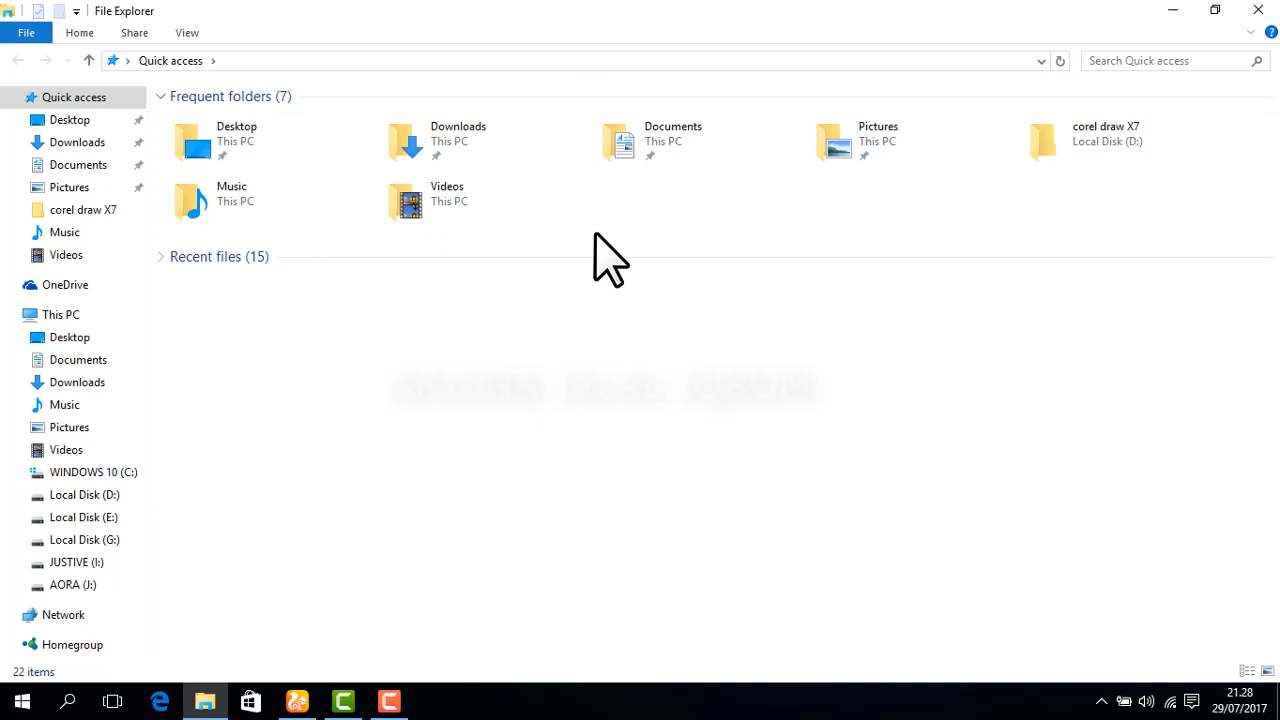 File Explorer
File Home Share View
Quick access
Search Quick access
Quick access
Desktop
Downloads
Documents
Pictures
corel draw X7
Music
Videos
OneDrive
This PC
Desktop
Documents
Downloads
Music
Pictures
Videos
WINDOWS 10 (C:)
Local Disk (D:)
Local Disk (E:)
Local Disk (G:)
JUSTIVE (I:)
AORA (J:)
Network
Homegroup
Frequent folders (7)
Desktop
This PC
Downloads
This PC
Documents
This PC
Pictures
This PC
corel draw X7
Local Disk (D:)
Music
This PC
Videos
This PC
Recent files (15)
22 items
21.28
29/07/2017